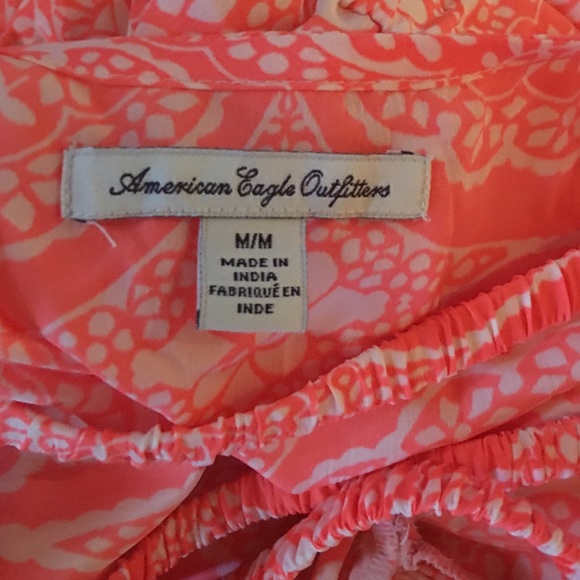 American Eagle Outfitters
M/M
MADE IN
INDIA
FABRIQUÉ EN
INDE